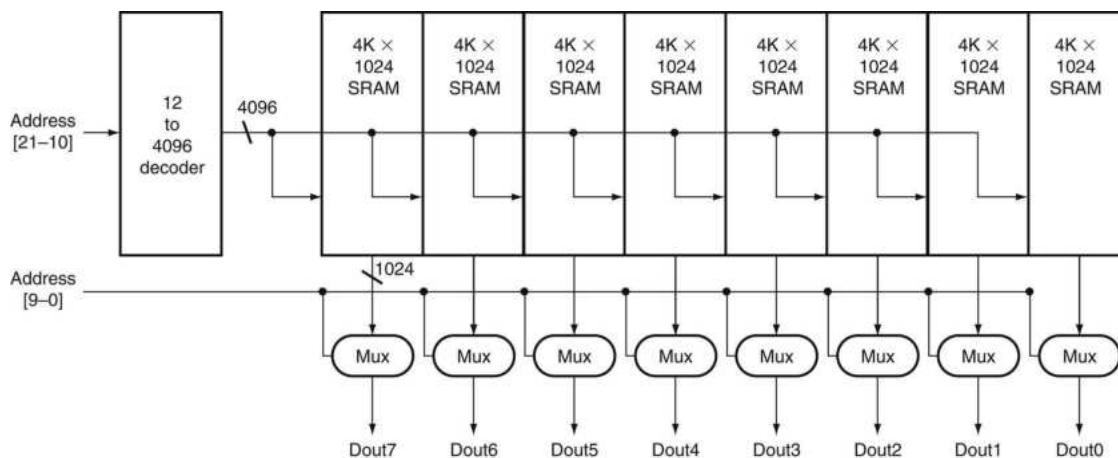 4K ×
1024
SRAM
4K ×
1024
SRAM
4K ×
1024
SRAM
4K ×
1024
SRAM
4K ×
1024
SRAM
4K ×
1024
SRAM
4K ×
1024
SRAM
4K ×
1024
SRAM
Address
[21–10]
12
to
4096
decoder
4096
Address
[9–0]
1024
Mux
Mux
Mux
Mux
Mux
Mux
Mux
Mux
Dout7
Dout6
Dout5
Dout4
Dout3
Dout2
Dout1
Dout0